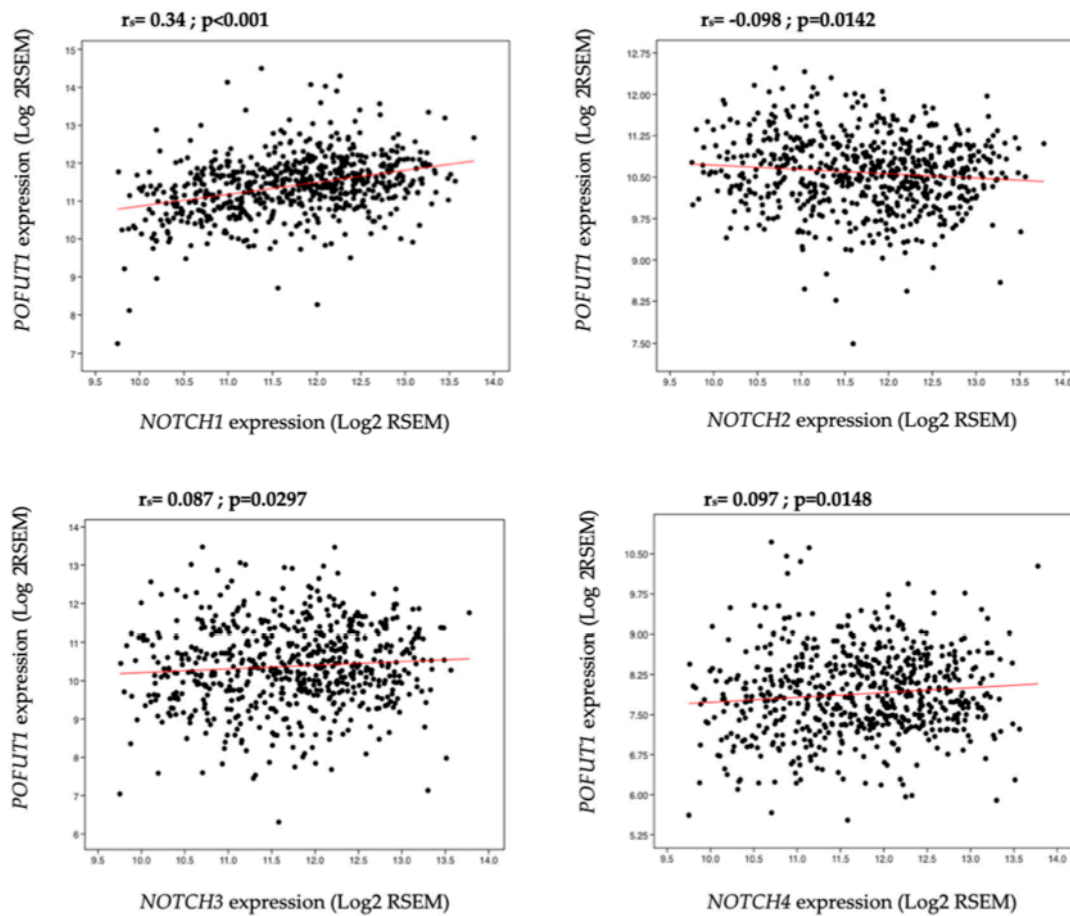 rs= 0.34 ; p<0.001
15
14
13
12
11
10
9
8
7
POFUT1 expression (Log 2RSEM)
9.5 10.0 10.5 11.0 11.5 12.0 12.5 13.0 13.5 14.0
NOTCH1 expression (Log2 RSEM)
rs= -0.098 ; p=0.0142
12.75
12.00
11.25
10.50
9.75
9.00
8.25
7.50
POFUT1 expression (Log 2RSEM)
9.5 10.0 10.5 11.0 11.5 12.0 12.5 13.0 13.5 14.0
NOTCH2 expression (Log2 RSEM)
rs= 0.087 ; p=0.0297
14
13
12
11
10
9
8
7
6
POFUT1 expression (Log 2RSEM)
9.5 10.0 10.5 11.0 11.5 12.0 12.5 13.0 13.5 14.0
NOTCH3 expression (Log2 RSEM)
rs= 0.097 ; p=0.0148
10.50
9.75
9.00
8.25
7.50
6.75
6.00
5.25
POFUT1 expression (Log 2RSEM)
9.5 10.0 10.5 11.0 11.5 12.0 12.5 13.0 13.5 14.0
NOTCH4 expression (Log2 RSEM)